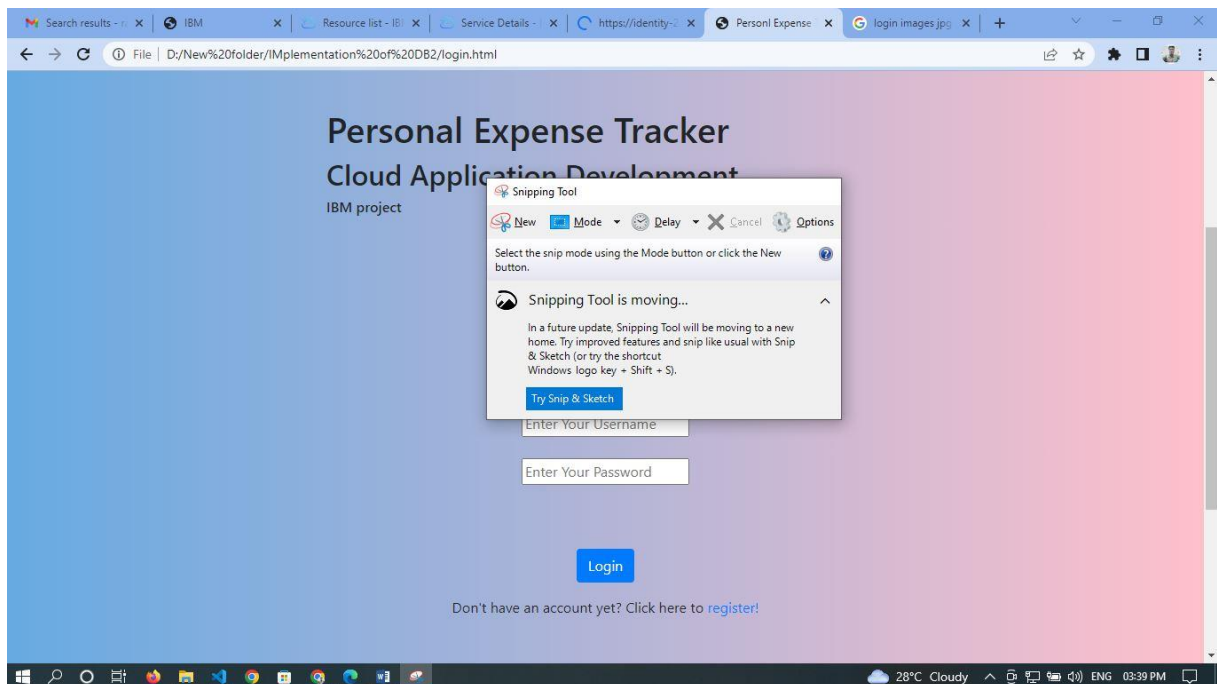 Search results - r
IBM
Resource list - IB
Service Details -
https://identity-2
Personl Expense
login images jpg
File D:/New%20folder/IMplementation%20of%20DB2/login.html
Personal Expense Tracker
Cloud Application Development
IBM project
Snipping Tool
New Mode Delay Cancel Options
Select the snip mode using the Mode button or click the New
button.
Snipping Tool is moving...
In a future update, Snipping Tool will be moving to a new
home. Try improved features and snip like usual with Snip
& Sketch (or try the shortcut
Windows logo key + Shift + S).
Try Snip & Sketch
Enter Your Username
Enter Your Password
Login
Don't have an account yet? Click here to register!
28°C Cloudy ENG 03:39 PM